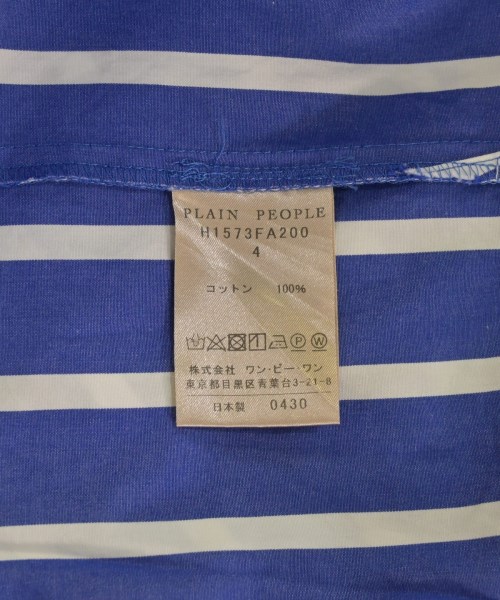 PLAIN PEOPLE
H1573FA200
4
コットン 100%
株式会社 ワン・ビー・ワン
東京都目黒区青葉台3-21-8
日本製 0430